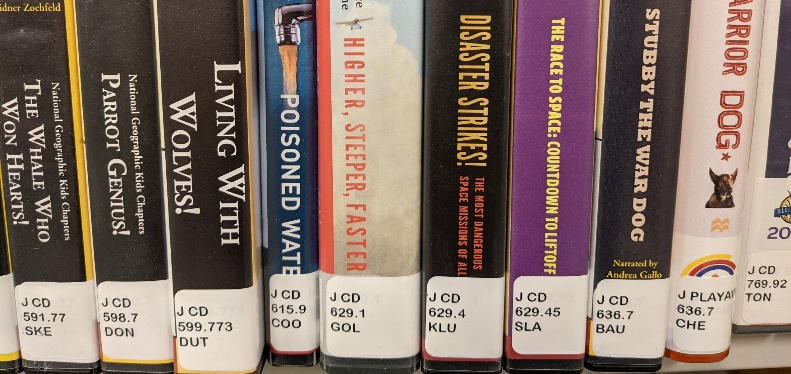 idner Zochfeld
National Geographic Kids Chapters
THE WHALE WHO
WON HEARTS!
J CD
591.77
SKE
National Geographic Kids Chapters
PARROT GENIUS!
J CD
598.7
DON
LIVING WITH
WOLVES!
J CD
599.773
DUT
POISONED WATE
J CD
615.9
COO
HIGHER, STEEPER, FASTER
J CD
629.1
GOL
DISASTER STRIKES!
THE MOST DANGEROUS
SPACE MISSIONS OF ALL
J CD
629.4
KLU
THE RACE TO SPACE: COUNTDOWN TO LIFTOFF
J CD
629.45
SLA
STUBBY THE WAR DOG
Narrated by
Andrea Gallo
J CD
636.7
BAU
ARRIOR DOG
J PLAYAW
636.7
CHE
20
J CD
769.92
TON